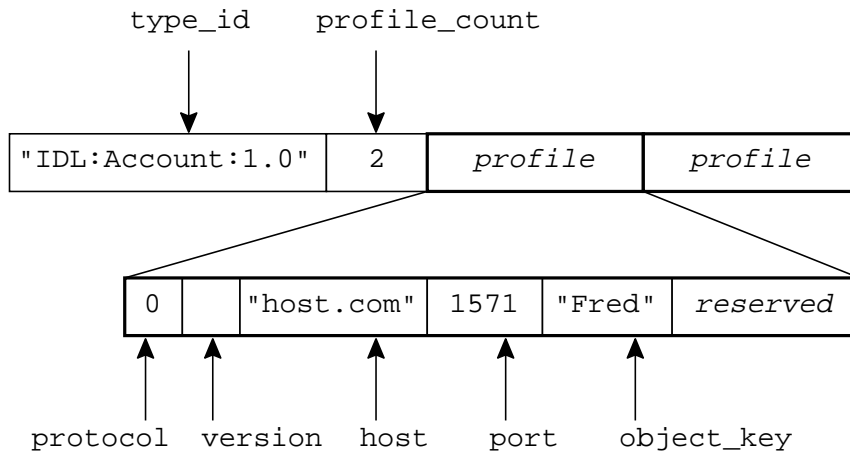 type_id profile_count
"IDL:Account:1.0" 2 profile profile
0 "host.com" 1571 "Fred" reserved
protocol version host port object_key